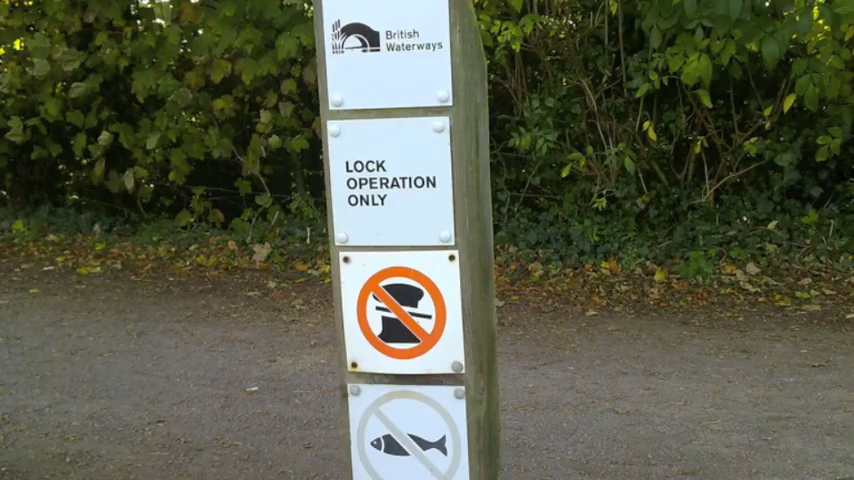 British
Waterways
LOCK
OPERATION
ONLY